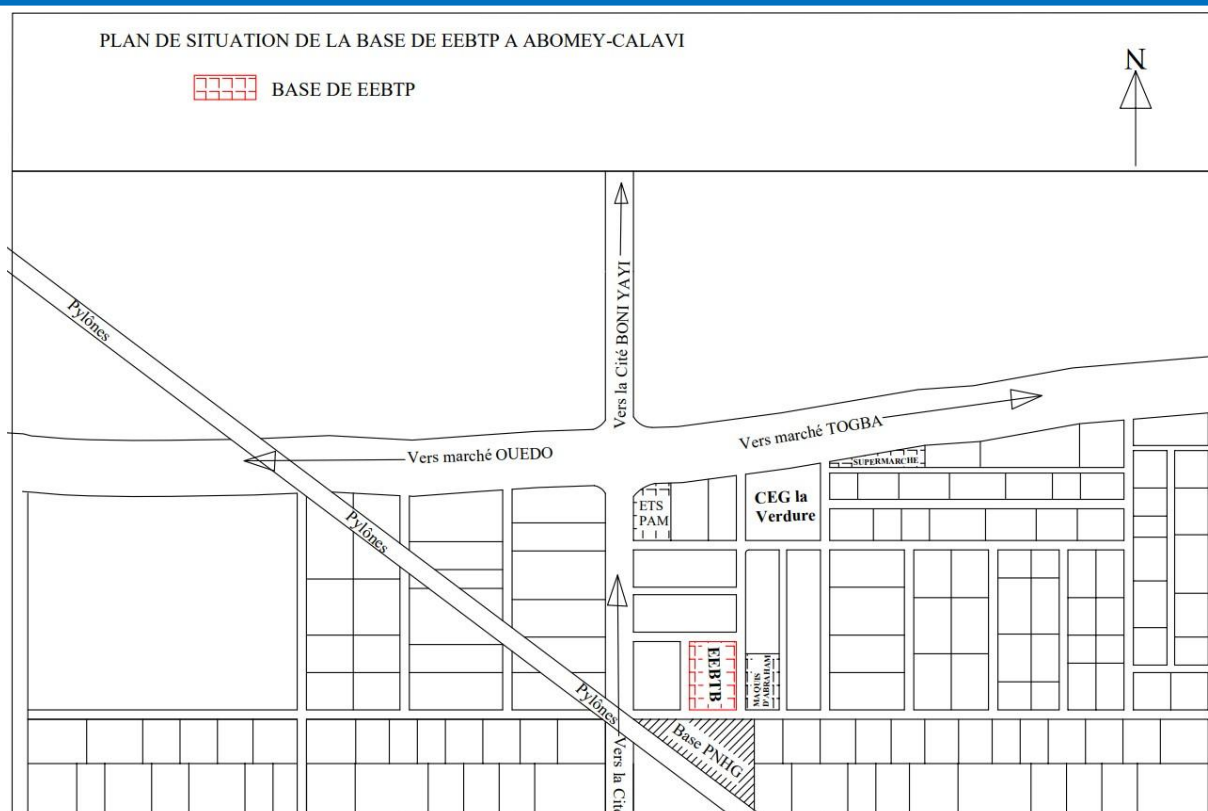 PLAN DE SITUATION DE LA BASE DE EEBTP A ABOMEY-CALAVI
BASE DE EEBTP
N
Vers la Cité BONI YAYI
Pylônes
Vers marché TOGBA
Vers marché OUEDO
SUPERMARCHE
CEG la
Verdure
ETS
PAM
Pylônes
EEBTB
MAQUIS
D'ABRAHAM
Pylônes
Base PNHG
Vers la Cité